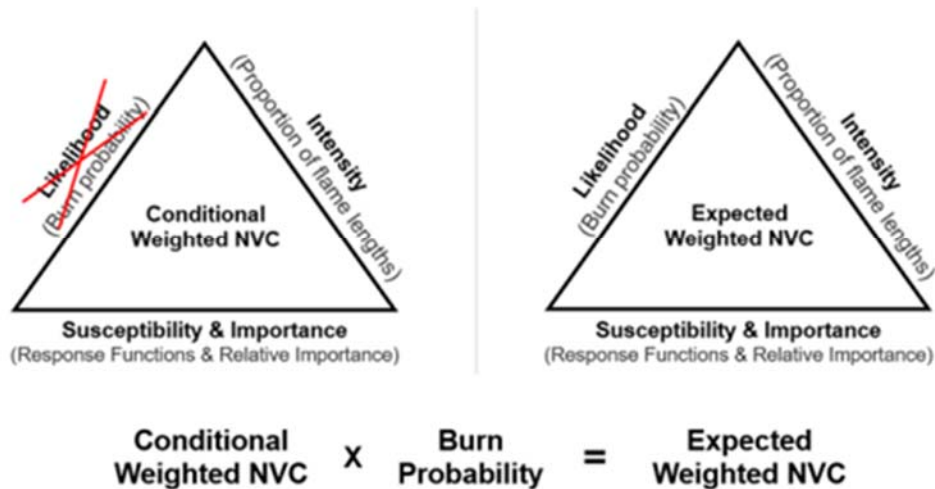 Likelihood
(Burn probability)
Intensity
(Proportion of flame lengths)
Conditional
Weighted NVC
Susceptibility & Importance
(Response Functions & Relative Importance)
Likelihood
(Burn probability)
Intensity
(Proportion of flame lengths)
Expected
Weighted NVC
Susceptibility & Importance
(Response Functions & Relative Importance)
Conditional
Weighted NVC
X
Burn
Probability
=
Expected
Weighted NVC